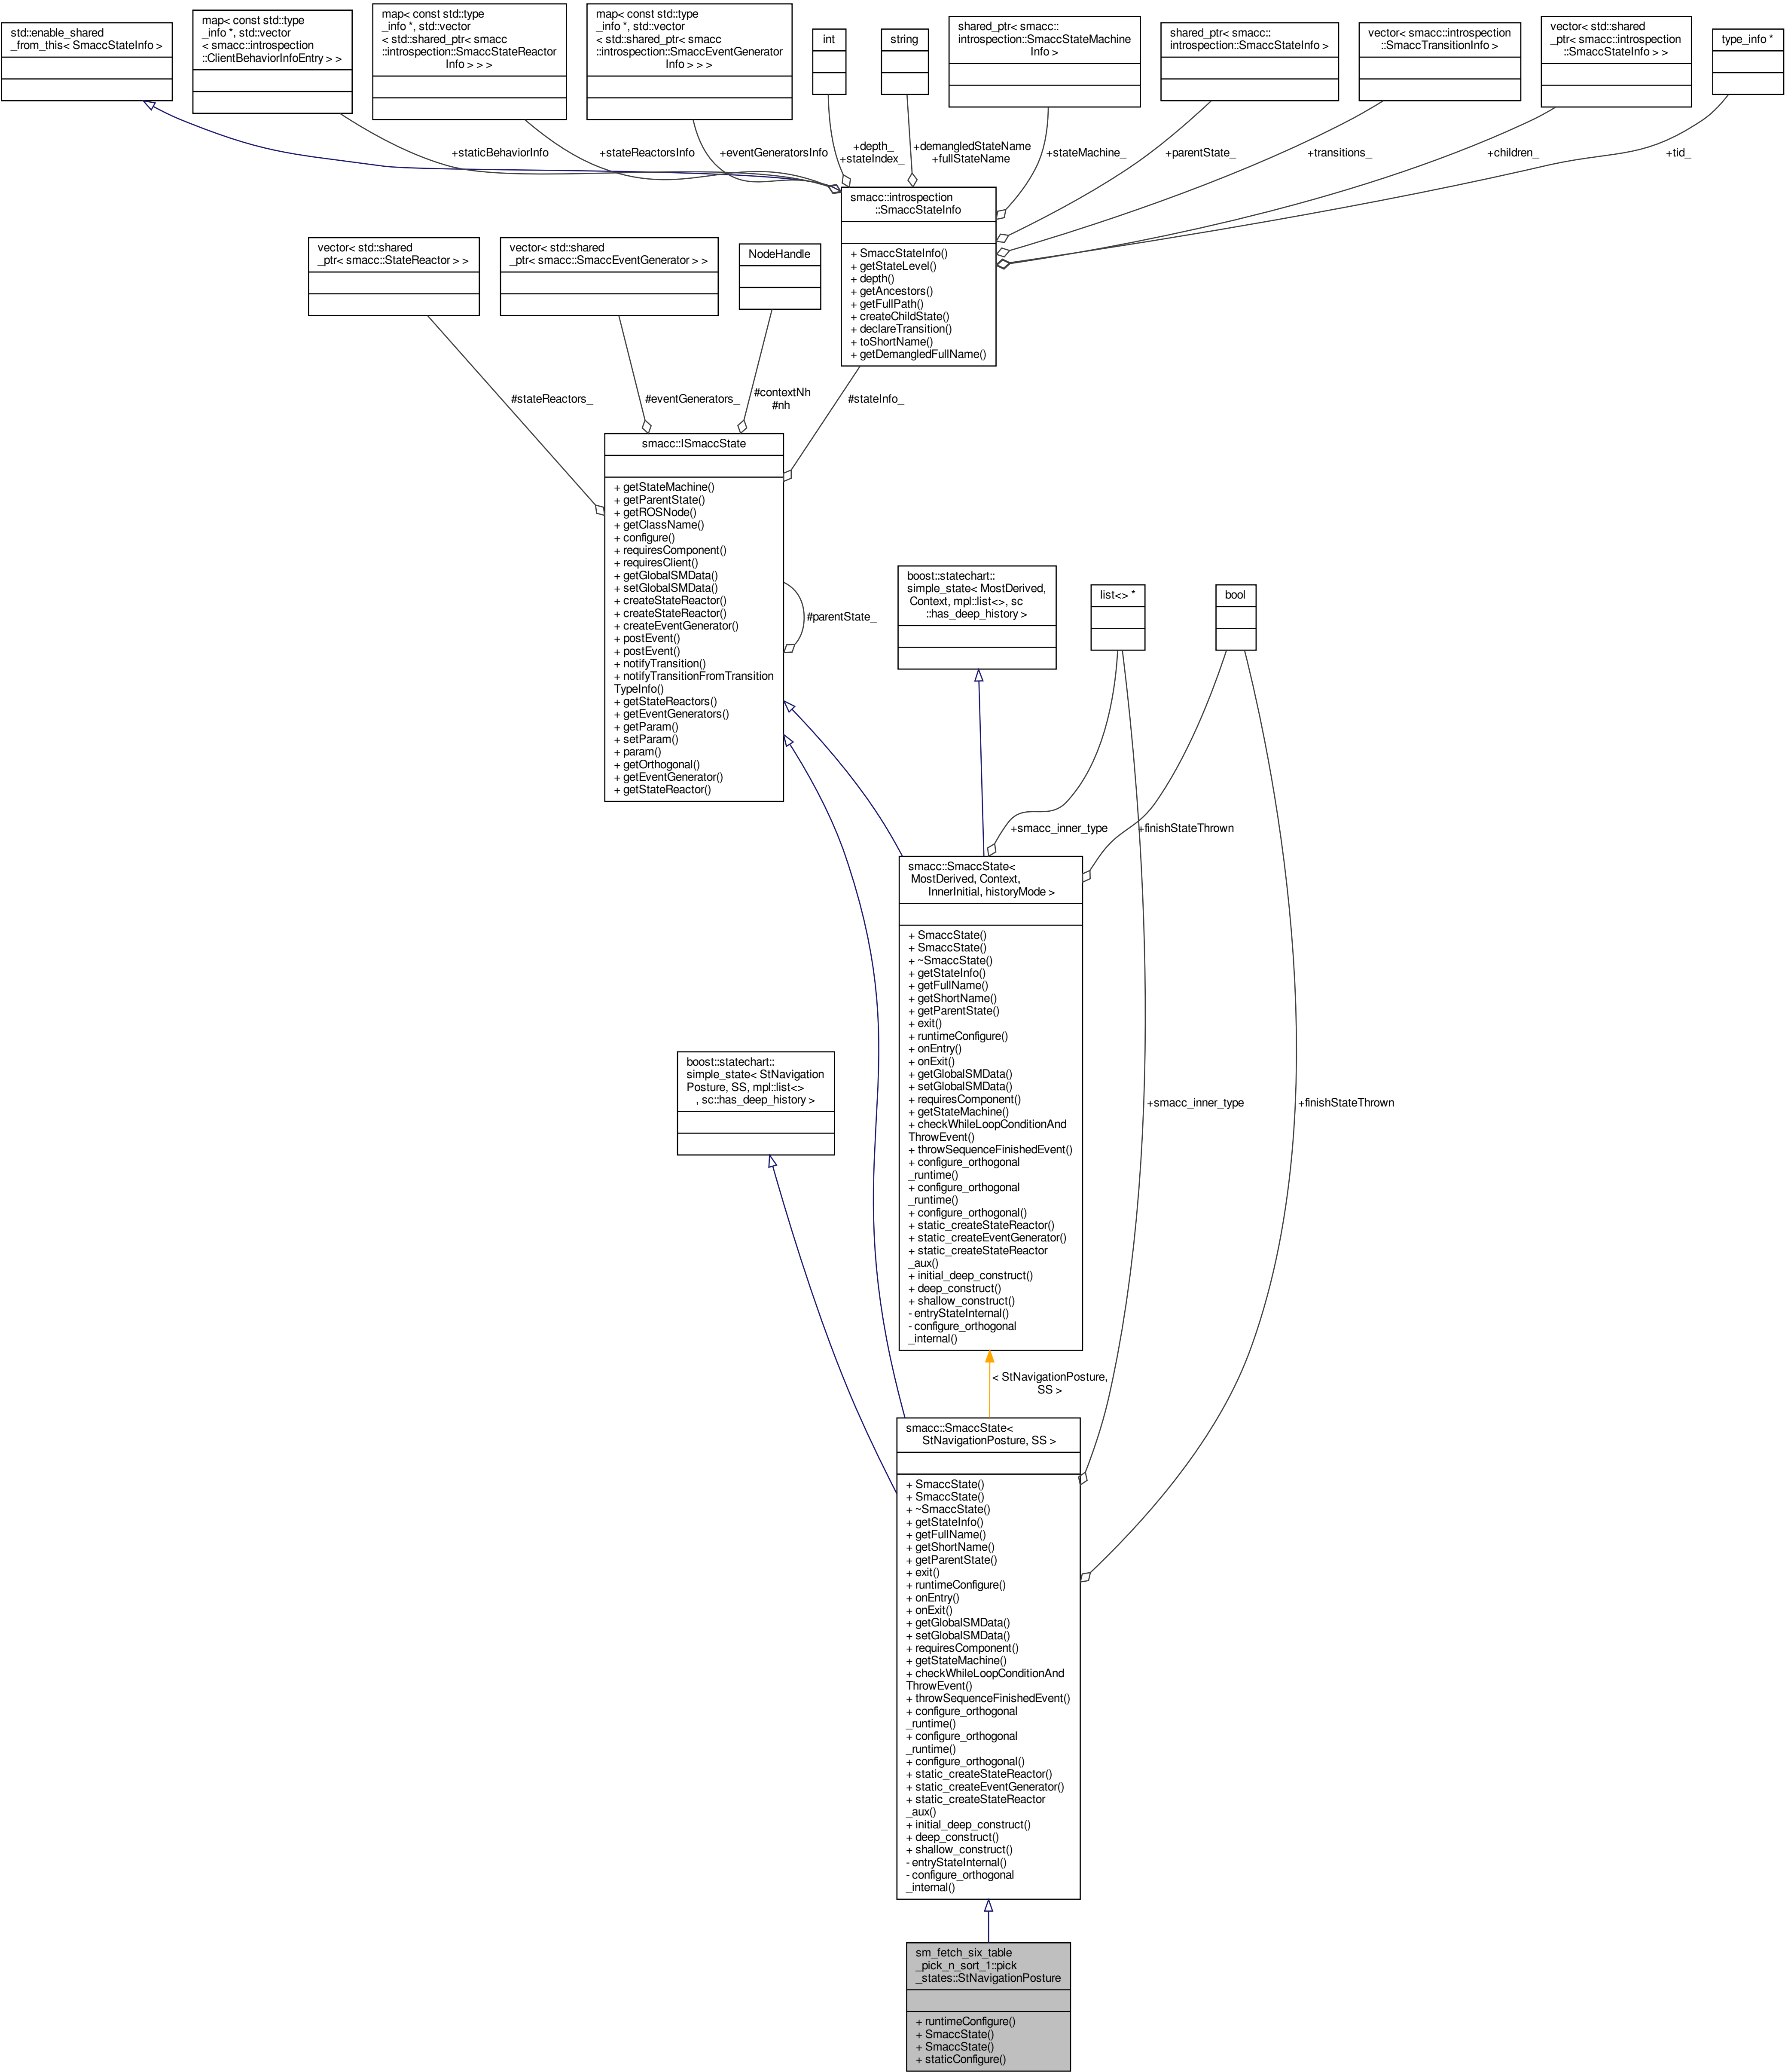 std::enable_shared
_from_this< SmaccStateInfo >
map< const std::type
_info *, std::vector
< smacc::introspection
::ClientBehaviorInfoEntry > >
map< const std::type
_info *, std::vector
< std::shared_ptr< smacc
::introspection::SmaccStateReactor
Info > > >
map< const std::type
_info *, std::vector
< std::shared_ptr< smacc
::introspection::SmaccEventGenerator
Info > > >
int
string
shared_ptr< smacc::
introspection::SmaccStateMachine
Info >
shared_ptr< smacc::
introspection::SmaccStateInfo >
vector< smacc::introspection
::SmaccTransitionInfo >
vector< std::shared
_ptr< smacc::introspection
::SmaccStateInfo > >
type_info *
+staticBehaviorInfo
+stateReactorsInfo
+eventGeneratorsInfo
+depth_
+stateIndex_
+demangledStateName
+fullStateName
+stateMachine_
+parentState_
+transitions_
+children_
+tid_
smacc::introspection
::SmaccStateInfo
+ SmaccStateInfo()
+ getStateLevel()
+ depth()
+ getAncestors()
+ getFullPath()
+ createChildState()
+ declareTransition()
+ toShortName()
+ getDemangledFullName()
vector< std::shared
_ptr< smacc::StateReactor > >
vector< std::shared
_ptr< smacc::SmaccEventGenerator > >
NodeHandle
#stateReactors_
#eventGenerators_
#contextNh
#nh
#stateInfo_
smacc::ISmaccState
+ getStateMachine()
+ getParentState()
+ getROSNode()
+ getClassName()
+ configure()
+ requiresComponent()
+ requiresClient()
+ getGlobalSMData()
+ setGlobalSMData()
+ createStateReactor()
+ createStateReactor()
+ createEventGenerator()
+ postEvent()
+ postEvent()
+ notifyTransition()
+ notifyTransitionFromTransition
TypeInfo()
+ getStateReactors()
+ getEventGenerators()
+ getParam()
+ setParam()
+ param()
+ getOrthogonal()
+ getEventGenerator()
+ getStateReactor()
#parentState_
boost::statechart::
simple_state< MostDerived,
Context, mpl::list<>, sc
::has_deep_history >
list<> *
bool
+smacc_inner_type
+finishStateThrown
smacc::SmaccState<
MostDerived, Context,
InnerInitial, historyMode >
+ SmaccState()
+ SmaccState()
+ ~SmaccState()
+ getStateInfo()
+ getFullName()
+ getShortName()
+ getParentState()
+ exit()
+ runtimeConfigure()
+ onEntry()
+ onExit()
+ getGlobalSMData()
+ setGlobalSMData()
+ requiresComponent()
+ getStateMachine()
+ checkWhileLoopConditionAnd
ThrowEvent()
+ throwSequenceFinishedEvent()
+ configure_orthogonal
_runtime()
+ configure_orthogonal
_runtime()
+ configure_orthogonal()
+ static_createStateReactor()
+ static_createEventGenerator()
+ static_createStateReactor
_aux()
+ initial_deep_construct()
+ deep_construct()
+ shallow_construct()
- entryStateInternal()
- configure_orthogonal
_internal()
boost::statechart::
simple_state< StNavigation
Posture, SS, mpl::list<>
, sc::has_deep_history >
+smacc_inner_type
+finishStateThrown
< StNavigationPosture,
SS >
smacc::SmaccState<
StNavigationPosture, SS >
+ SmaccState()
+ SmaccState()
+ ~SmaccState()
+ getStateInfo()
+ getFullName()
+ getShortName()
+ getParentState()
+ exit()
+ runtimeConfigure()
+ onEntry()
+ onExit()
+ getGlobalSMData()
+ setGlobalSMData()
+ requiresComponent()
+ getStateMachine()
+ checkWhileLoopConditionAnd
ThrowEvent()
+ throwSequenceFinishedEvent()
+ configure_orthogonal
_runtime()
+ configure_orthogonal
_runtime()
+ configure_orthogonal()
+ static_createStateReactor()
+ static_createEventGenerator()
+ static_createStateReactor
_aux()
+ initial_deep_construct()
+ deep_construct()
+ shallow_construct()
- entryStateInternal()
- configure_orthogonal
_internal()
sm_fetch_six_table
_pick_n_sort_1::pick
_states::StNavigationPosture
+ runtimeConfigure()
+ SmaccState()
+ SmaccState()
+ staticConfigure()